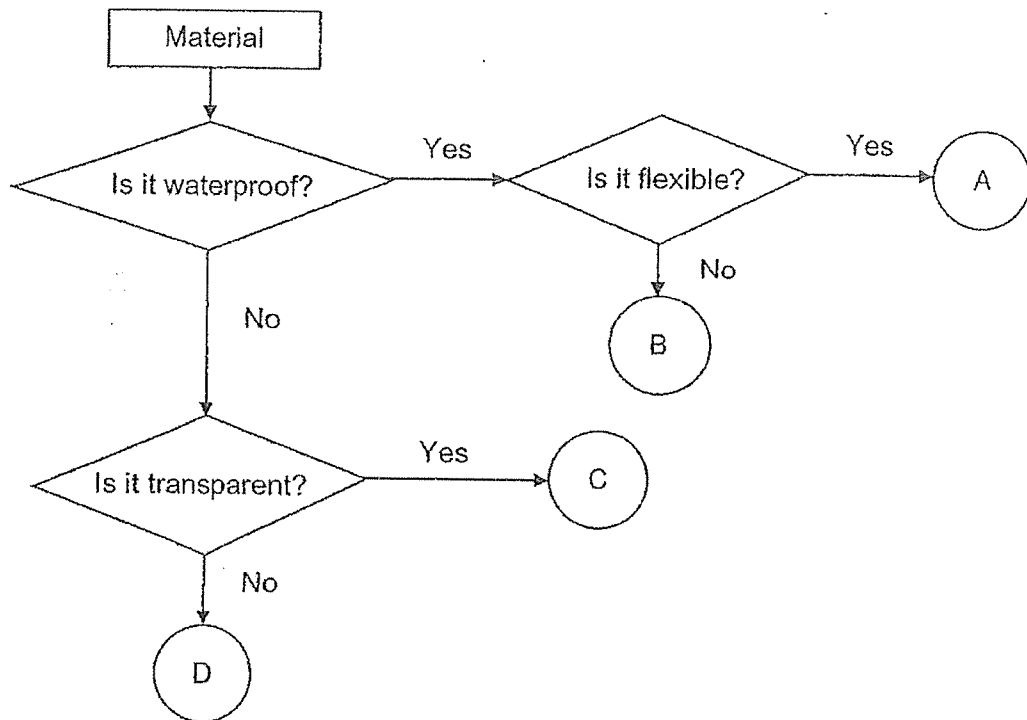 Material
Is it waterproof?
Yes
Is it flexible?
Yes
A
No
B
No
Is it transparent?
Yes
C
No
D